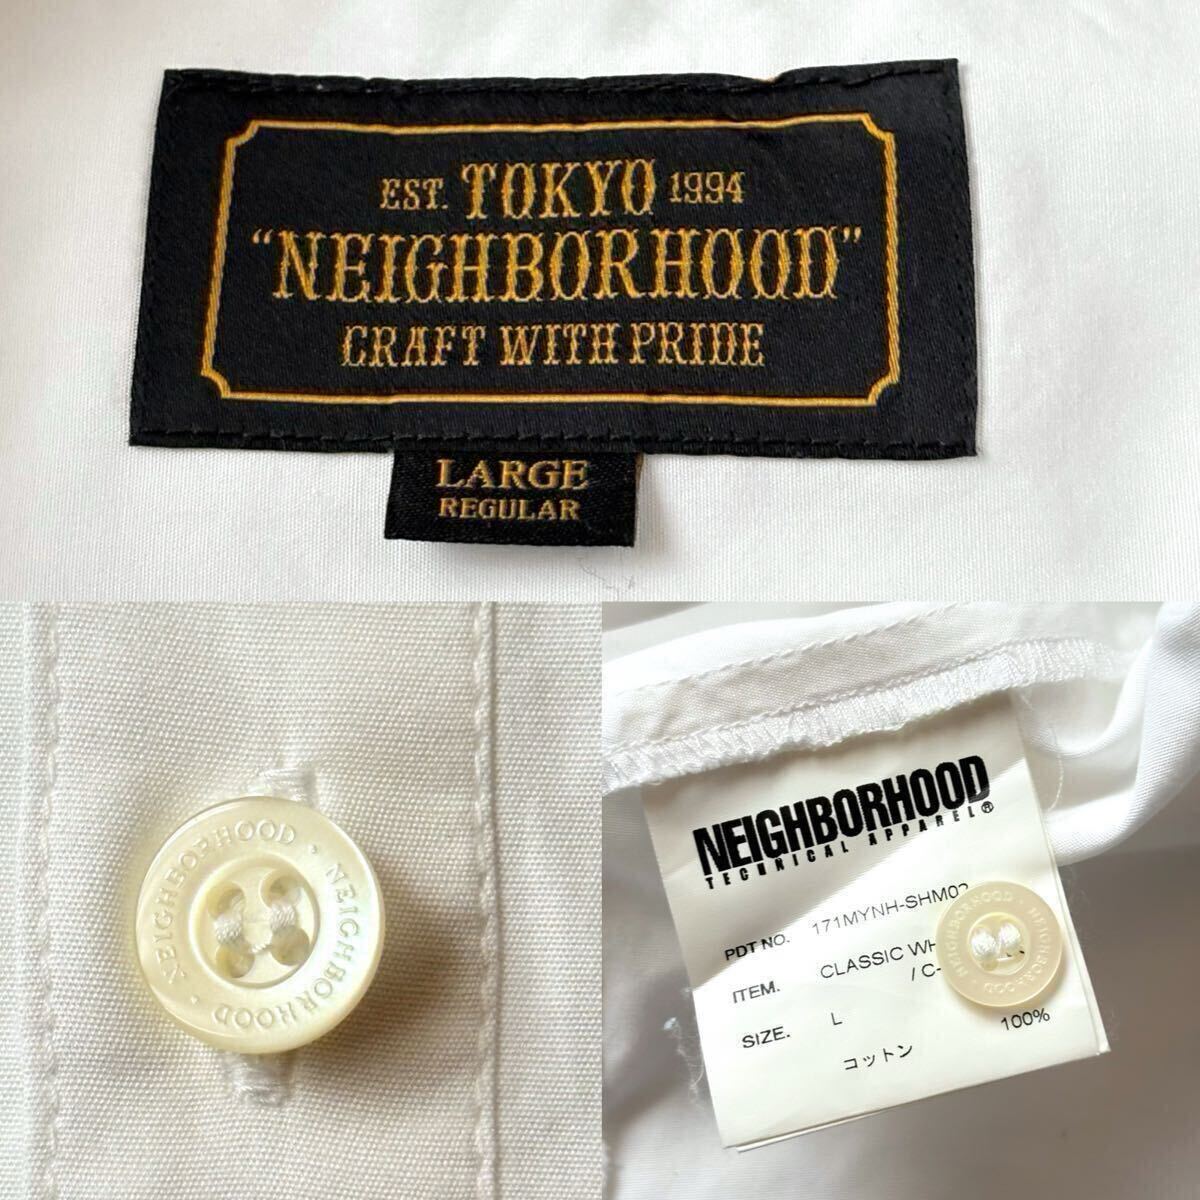 EST. TOKYO 1994
"NEIGHBORHOOD"
CRAFT WITH PRIDE
LARGE
REGULAR
NEIGHBORHOOD · NEIGHBORHOOD ·
NEIGHBORHOOD
TECHNICAL APPAREL®
PDT NO. 171MYNH-SHM02
ITEM. CLASSIC
/ C-
SIZE. L
コットン 100%
NEIGHBORHOOD · NEIGHBORHOOD ·